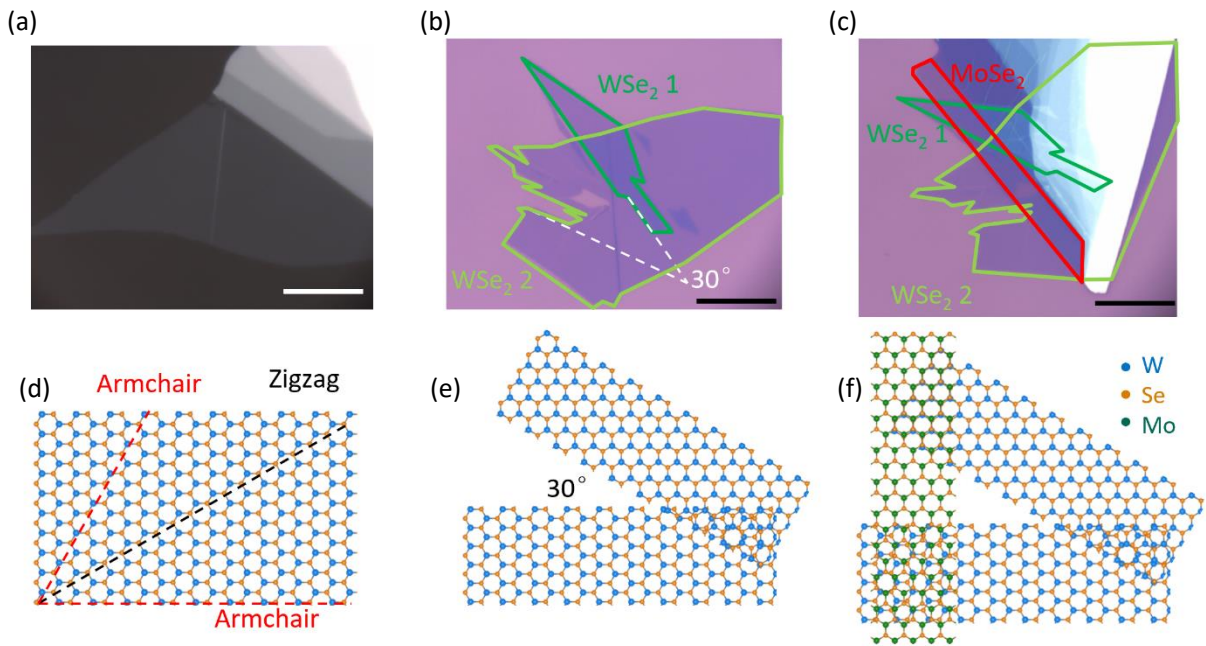 (a)
(b)
(c)
WSe₂ 1
WSe₂ 2
30°
MoSe₂
WSe₂ 1
WSe₂ 2
(d)
Armchair
Zigzag
Armchair
(e)
30°
(f)
W
Se
Mo